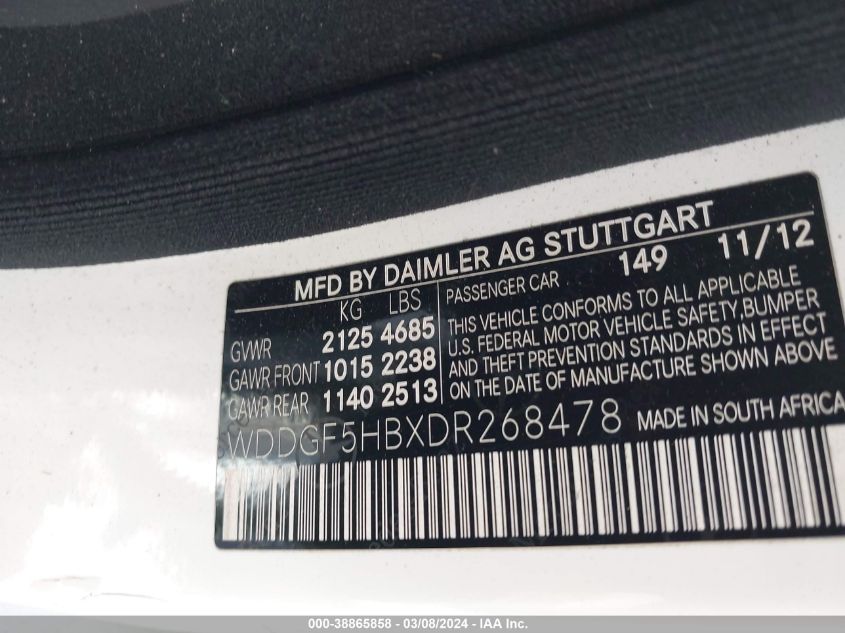 MFD BY DAIMLER AG STUTTGART
KG LBS
GVWR 2125 4685
GAWR FRONT 1015 2238
GAWR REAR 1140 2513
PASSENGER CAR 149 11/12
THIS VEHICLE CONFORMS TO ALL APPLICABLE
U.S. FEDERAL MOTOR VEHICLE SAFETY,BUMPER
AND THEFT PREVENTION STANDARDS IN EFFECT
ON THE DATE OF MANUFACTURE SHOWN ABOVE
WDDGF5HBXDR268478 MADE IN SOUTH AFRICA
000-38865858 - 03/08/2024 - IAA Inc.